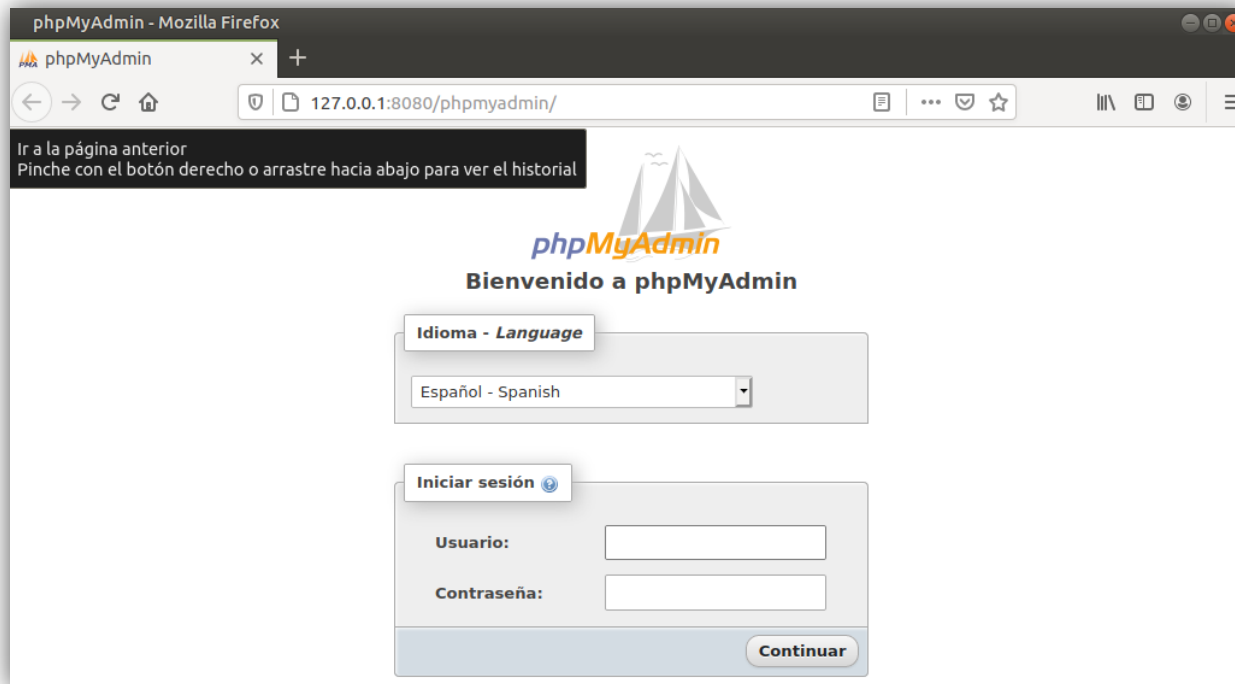 phpMyAdmin - Mozilla Firefox
PMA phpMyAdmin
127.0.0.1:8080/phpmyadmin/
Ir a la página anterior
Pinche con el botón derecho o arrastre hacia abajo para ver el historial
phpMyAdmin
Bienvenido a phpMyAdmin
Idioma - Language
Español - Spanish
Iniciar sesión
Usuario:
Contraseña:
Continuar